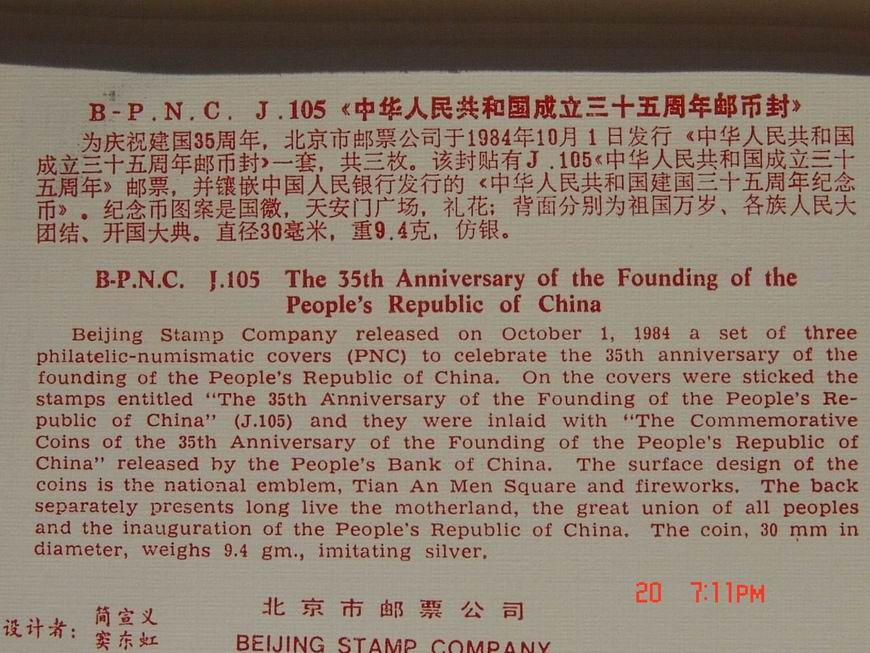 B-P.N.C. J.105 《中华人民共和国成立三十五周年邮币封》
为庆祝建国35周年，北京市邮票公司于1984年10月1日发行《中华人民共和国
成立三十五周年邮币封》一套，共三枚。该封贴有J.105《中华人民共和国成立三十
五周年》邮票，并镶嵌中国人民银行发行的《中华人民共和国建国三十五周年纪念
币》。纪念币图案是国徽，天安门广场，礼花；背面分别为祖国万岁、各族人民大
团结、开国大典。直径30毫米，重9.4克，仿银。
B-P.N.C. J.105 The 35th Anniversary of the Founding of the
People's Republic of China
Beijing Stamp Company released on October 1, 1984 a set of three
philatelic-numismatic covers (PNC) to celebrate the 35th anniversary of the
founding of the People's Republic of China. On the covers were sticked the
stamps entitled "The 35th Anniversary of the Founding of the People's Re-
public of China" (J.105) and they were inlaid with "The Commemorative
Coins of the 35th Anniversary of the Founding of the People's Republic of
China" released by the People's Bank of China. The surface design of the
coins is the national emblem, Tian An Men Square and fireworks. The back
separately presents long live the motherland, the great union of all peoples
and the inauguration of the People's Republic of China. The coin, 30 mm in
diameter, weighs 9.4 gm., imitating silver.
20 7:11PM
设计者：简宣义
窦东虹
北京市邮票公司
BEIJING STAMP COMPANY